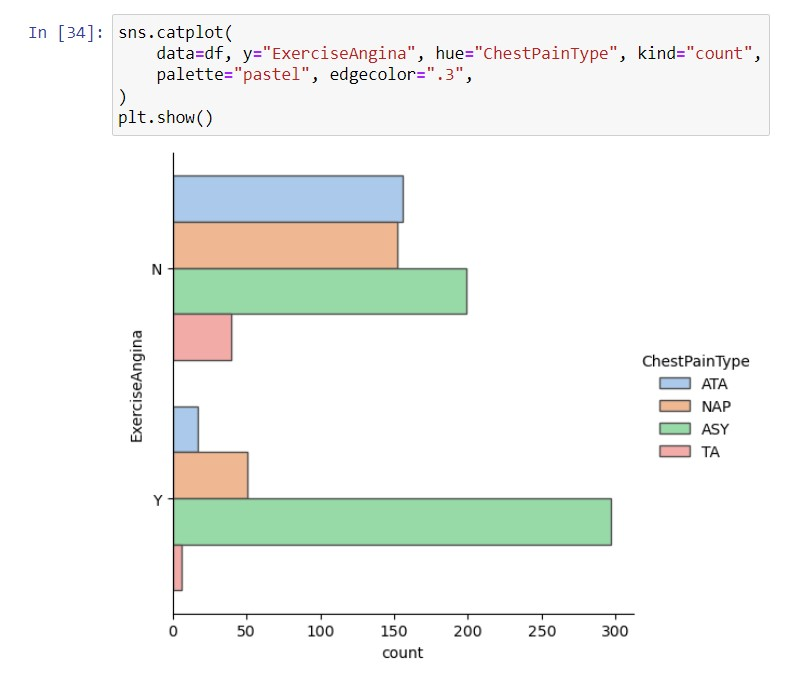 In [34]:
sns.catplot(
    data=df, y="ExerciseAngina", hue="ChestPainType", kind="count",
    palette="pastel", edgecolor=".3",
)
plt.show()
N
Y
ExerciseAngina
ChestPainType
ATA
NAP
ASY
TA
0 50 100 150 200 250 300
count